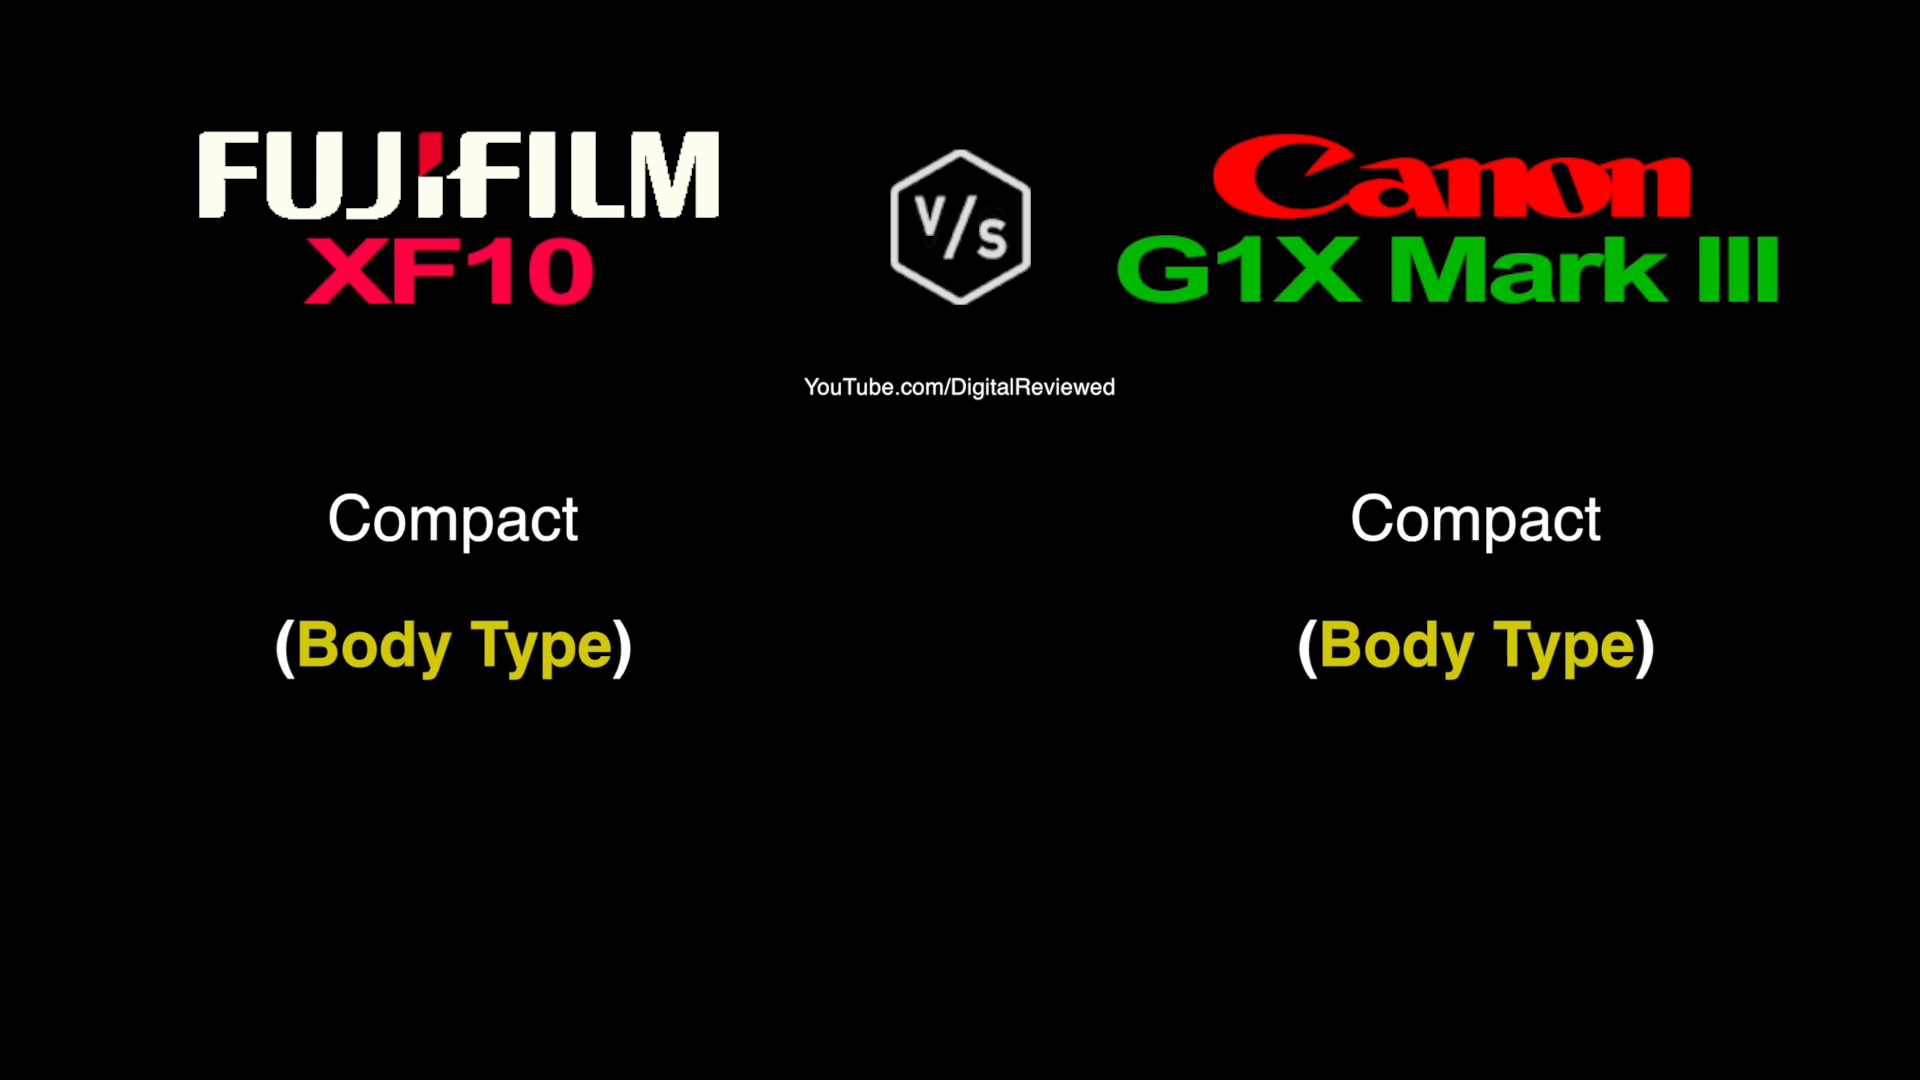 FUJIFILM
XF10
V/S
Canon
G1X Mark III
YouTube.com/DigitalReviewed
Compact
(Body Type)
Compact
(Body Type)